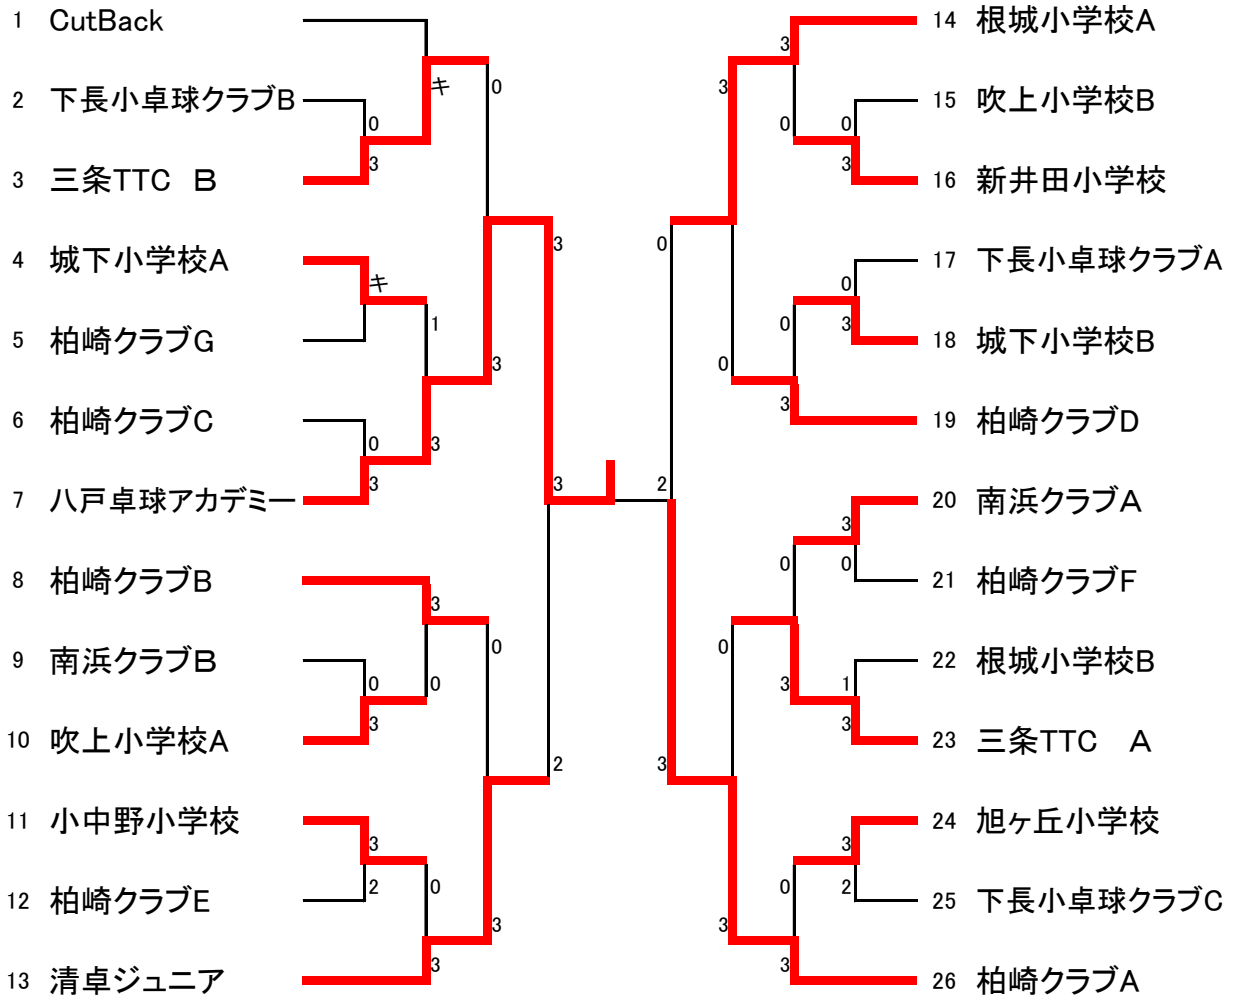 1 CutBack
2 下長小卓球クラブB
3 三条TTC　B
4 城下小学校A
5 柏崎クラブG
6 柏崎クラブC
7 八戸卓球アカデミー
8 柏崎クラブB
9 南浜クラブB
10 吹上小学校A
11 小中野小学校
12 柏崎クラブE
13 清卓ジュニア
キ
0
0
3
3
キ
1
3
0
3
3
3
3
0
0
0
3
2
3
2
0
3
3
14 根城小学校A
15 吹上小学校B
16 新井田小学校
17 下長小卓球クラブA
18 城下小学校B
19 柏崎クラブD
20 南浜クラブA
21 柏崎クラブF
22 根城小学校B
23 三条TTC　A
24 旭ヶ丘小学校
25 下長小卓球クラブC
26 柏崎クラブA
3
3
0
0
3
0
0
0
3
0
3
2
3
0
0
0
3
1
3
3
3
0
2
3
3